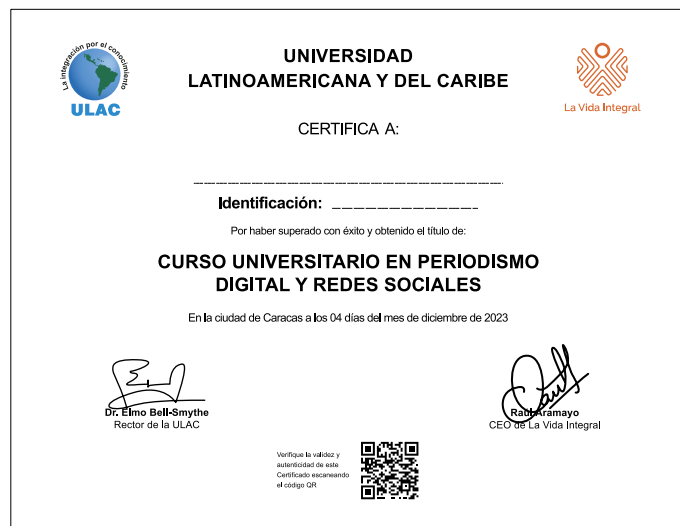 La integración por el conocimiento
ULAC
UNIVERSIDAD
LATINOAMERICANA Y DEL CARIBE
La Vida Integral
CERTIFICA A:
Identificación:
Por haber superado con éxito y obtenido el título de:
CURSO UNIVERSITARIO EN PERIODISMO
DIGITAL Y REDES SOCIALES
En la ciudad de Caracas a los 04 días del mes de diciembre de 2023
Dr. Elmo Bell-Smythe
Rector de la ULAC
Raúl Aramayo
CEO de La Vida Integral
Verifique la validez y
autenticidad de este
Certificado escaneando
el código QR